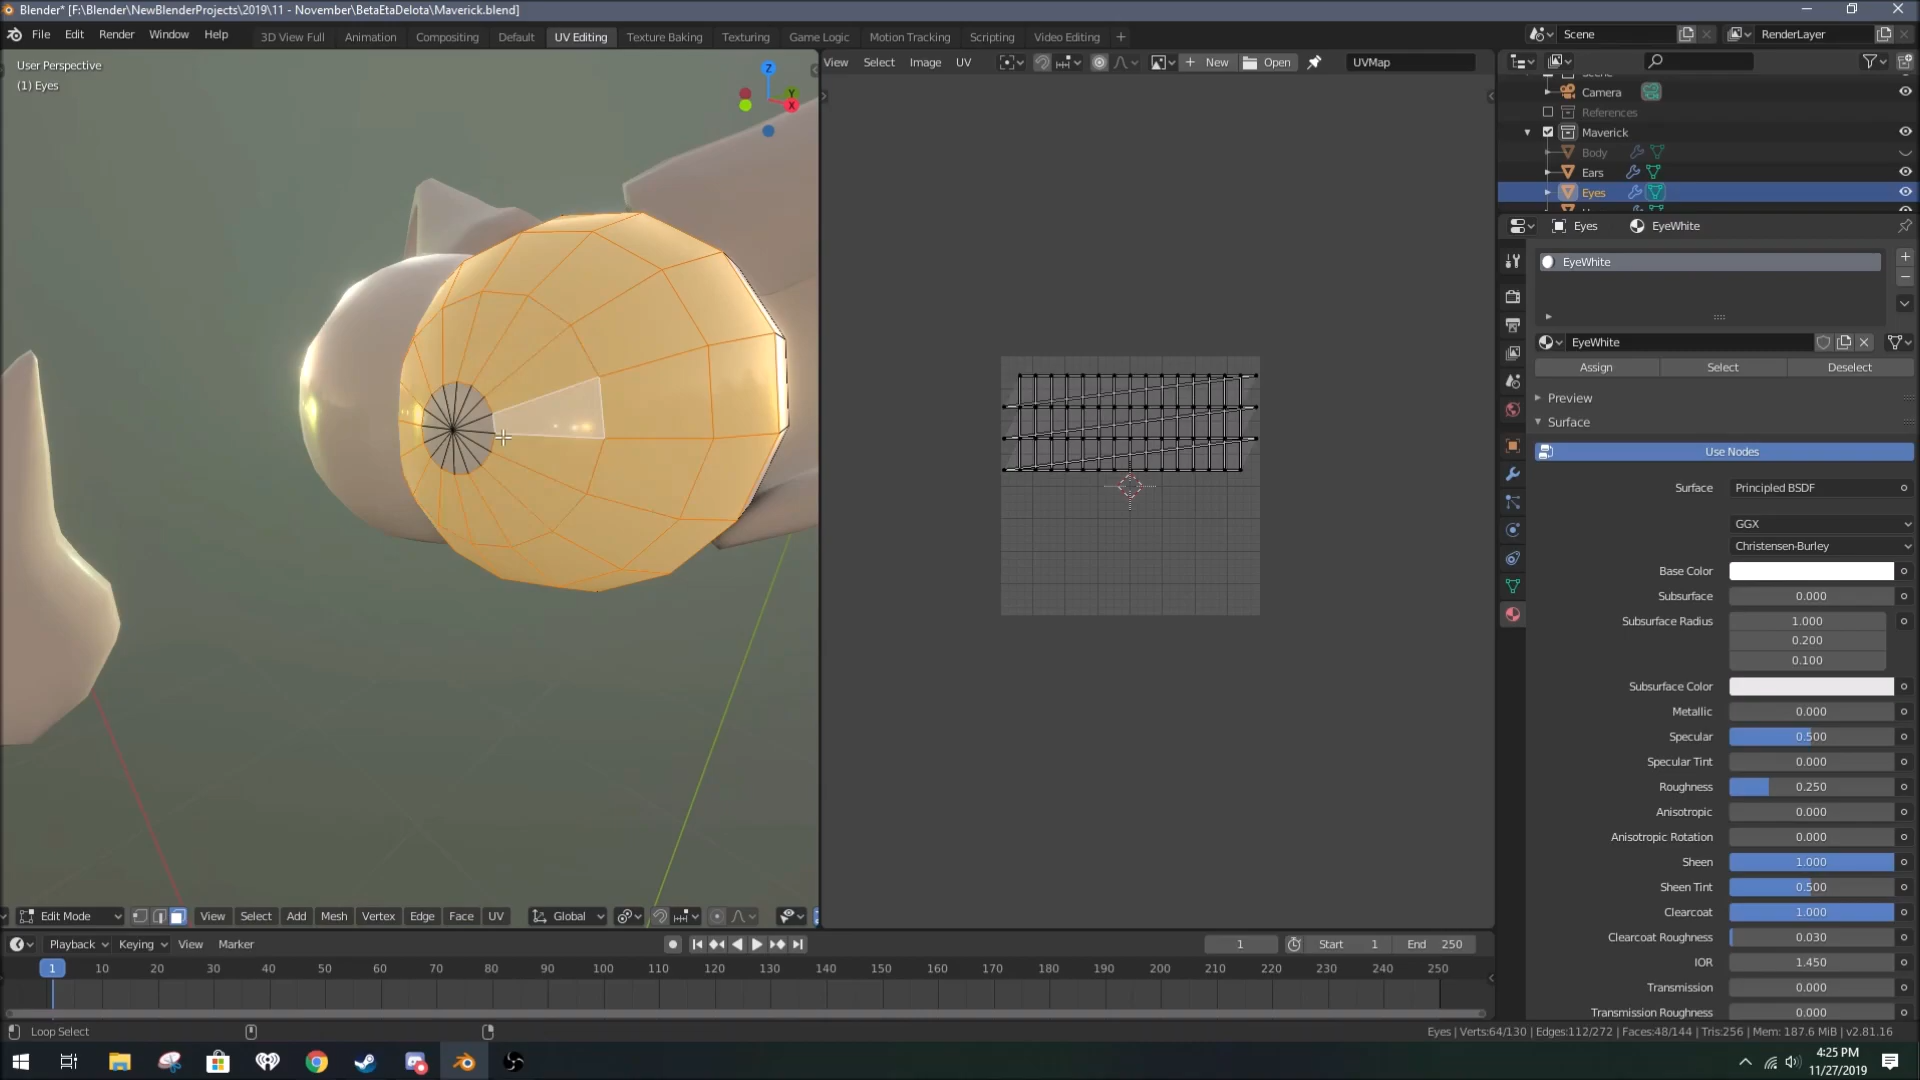 Blender* [F:\Blender\NewBlenderProjects\2019\11 - November\BetaEtaDelota\Maverick.blend]
File Edit Render Window Help 3D View Full Animation Compositing Default UV Editing Texture Baking Texturing Game Logic Motion Tracking Scripting Video Editing + Scene RenderLayer
View Select Image UV New Open UVMap
User Perspective
(1) Eyes
Z
Y
X
Camera
References
Maverick
Body
Ears
Eyes
Eyes EyeWhite
EyeWhite
EyeWhite
Assign Select Deselect
Preview
Surface
Use Nodes
Surface Principled BSDF
GGX
Christensen-Burley
Base Color
Subsurface 0.000
Subsurface Radius 1.000
0.200
0.100
Subsurface Color
Metallic 0.000
Specular 0.500
Specular Tint 0.000
Roughness 0.250
Anisotropic 0.000
Anisotropic Rotation 0.000
Sheen 1.000
Sheen Tint 0.500
Clearcoat 1.000
Clearcoat Roughness 0.030
IOR 1.450
Transmission 0.000
Transmission Roughness 0.000
Edit Mode View Select Add Mesh Vertex Edge Face UV Global
Playback Keying View Marker 1 Start 1 End 250
1 10 20 30 40 50 60 70 80 90 100 110 120 130 140 150 160 170 180 190 200 210 220 230 240 250
Loop Select
Eyes | Verts:64/130 | Edges:112/272 | Faces:48/144 | Tris:256 | Mem: 187.6 MiB | v2.81.16
4:25 PM
11/27/2019